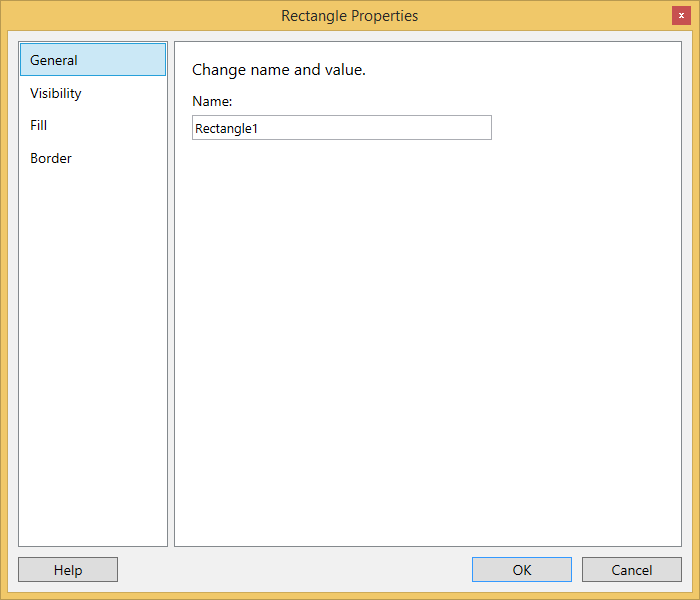 Rectangle Properties
x
General
Visibility
Fill
Border
Change name and value.
Name:
Rectangle1
Help
OK
Cancel